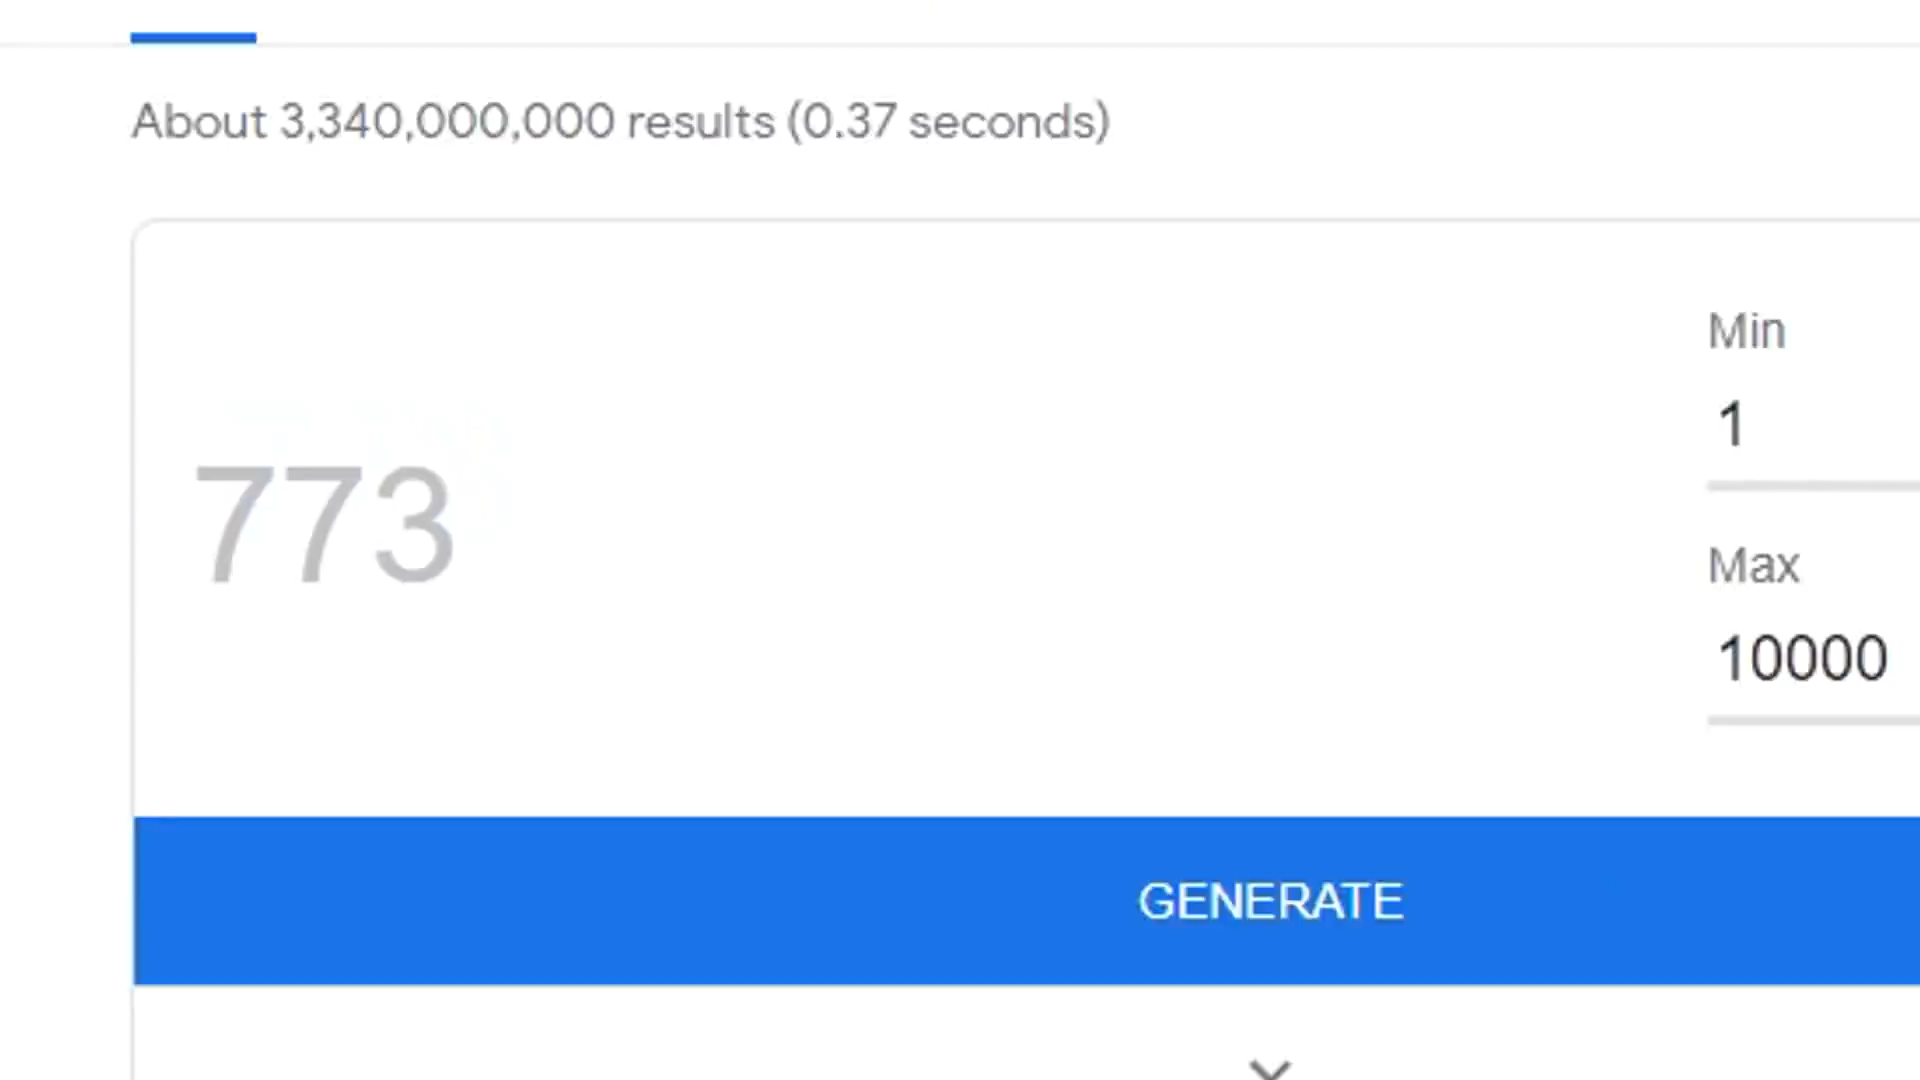 About 3,340,000,000 results (0.37 seconds)
773
Min
1
Max
10000
GENERATE